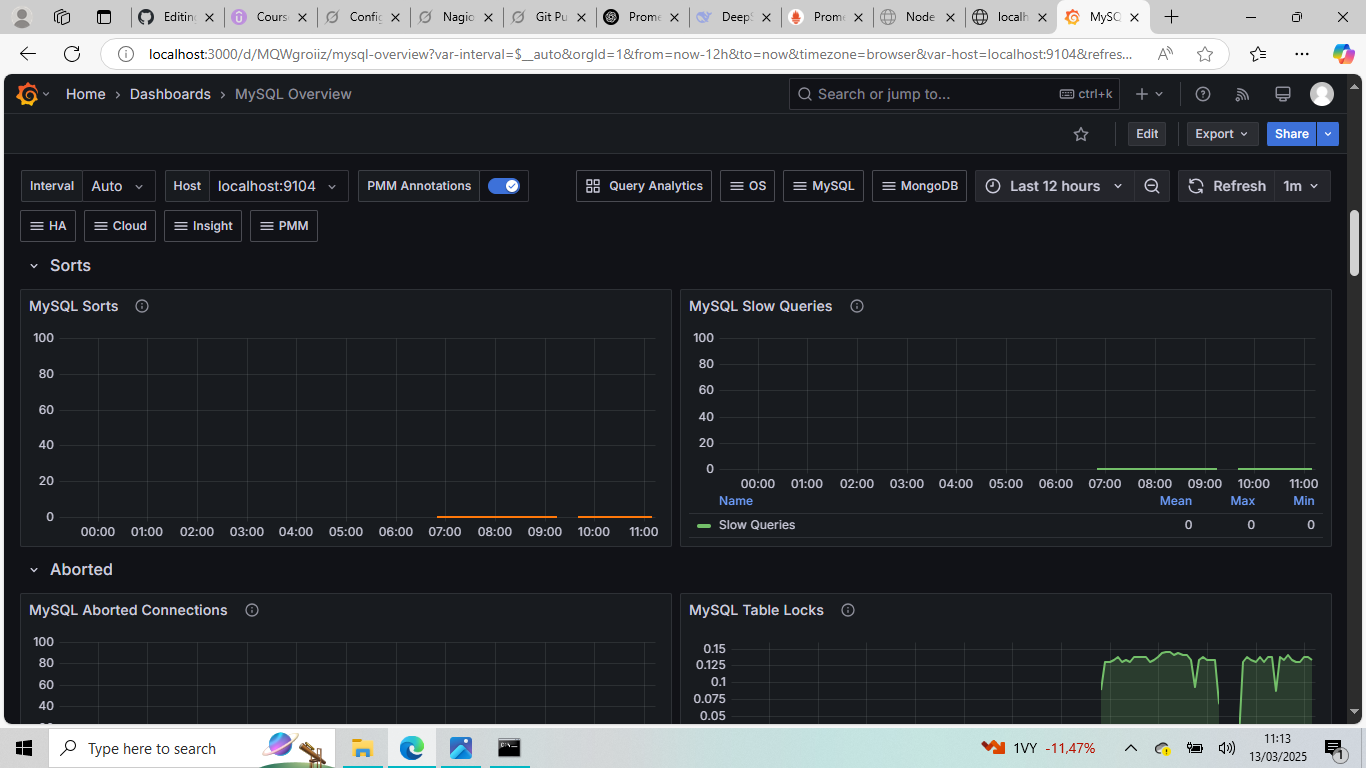 Editin
Course
Config
Nagio
Git Pu
Prome
DeepS
Prome
Node
localh
MySQ
localhost:3000/d/MQWgroiiz/mysql-overview?var-interval=$__auto&orgId=1&from=now-12h&to=now&timezone=browser&var-host=localhost:9104&refres...
Home › Dashboards › MySQL Overview
Search or jump to...
ctrl+k
Edit
Export
Share
Interval
Auto
Host
localhost:9104
PMM Annotations
Query Analytics
OS
MySQL
MongoDB
Last 12 hours
Refresh
1m
HA
Cloud
Insight
PMM
Sorts
MySQL Sorts
100
80
60
40
20
0
00:00 01:00 02:00 03:00 04:00 05:00 06:00 07:00 08:00 09:00 10:00 11:00
MySQL Slow Queries
100
80
60
40
20
0
00:00 01:00 02:00 03:00 04:00 05:00 06:00 07:00 08:00 09:00 10:00 11:00
Name Mean Max Min
Slow Queries 0 0 0
Aborted
MySQL Aborted Connections
100
80
60
40
MySQL Table Locks
0.15
0.125
0.1
0.075
0.05
Type here to search
1VY -11,47%
11:13
13/03/2025
1